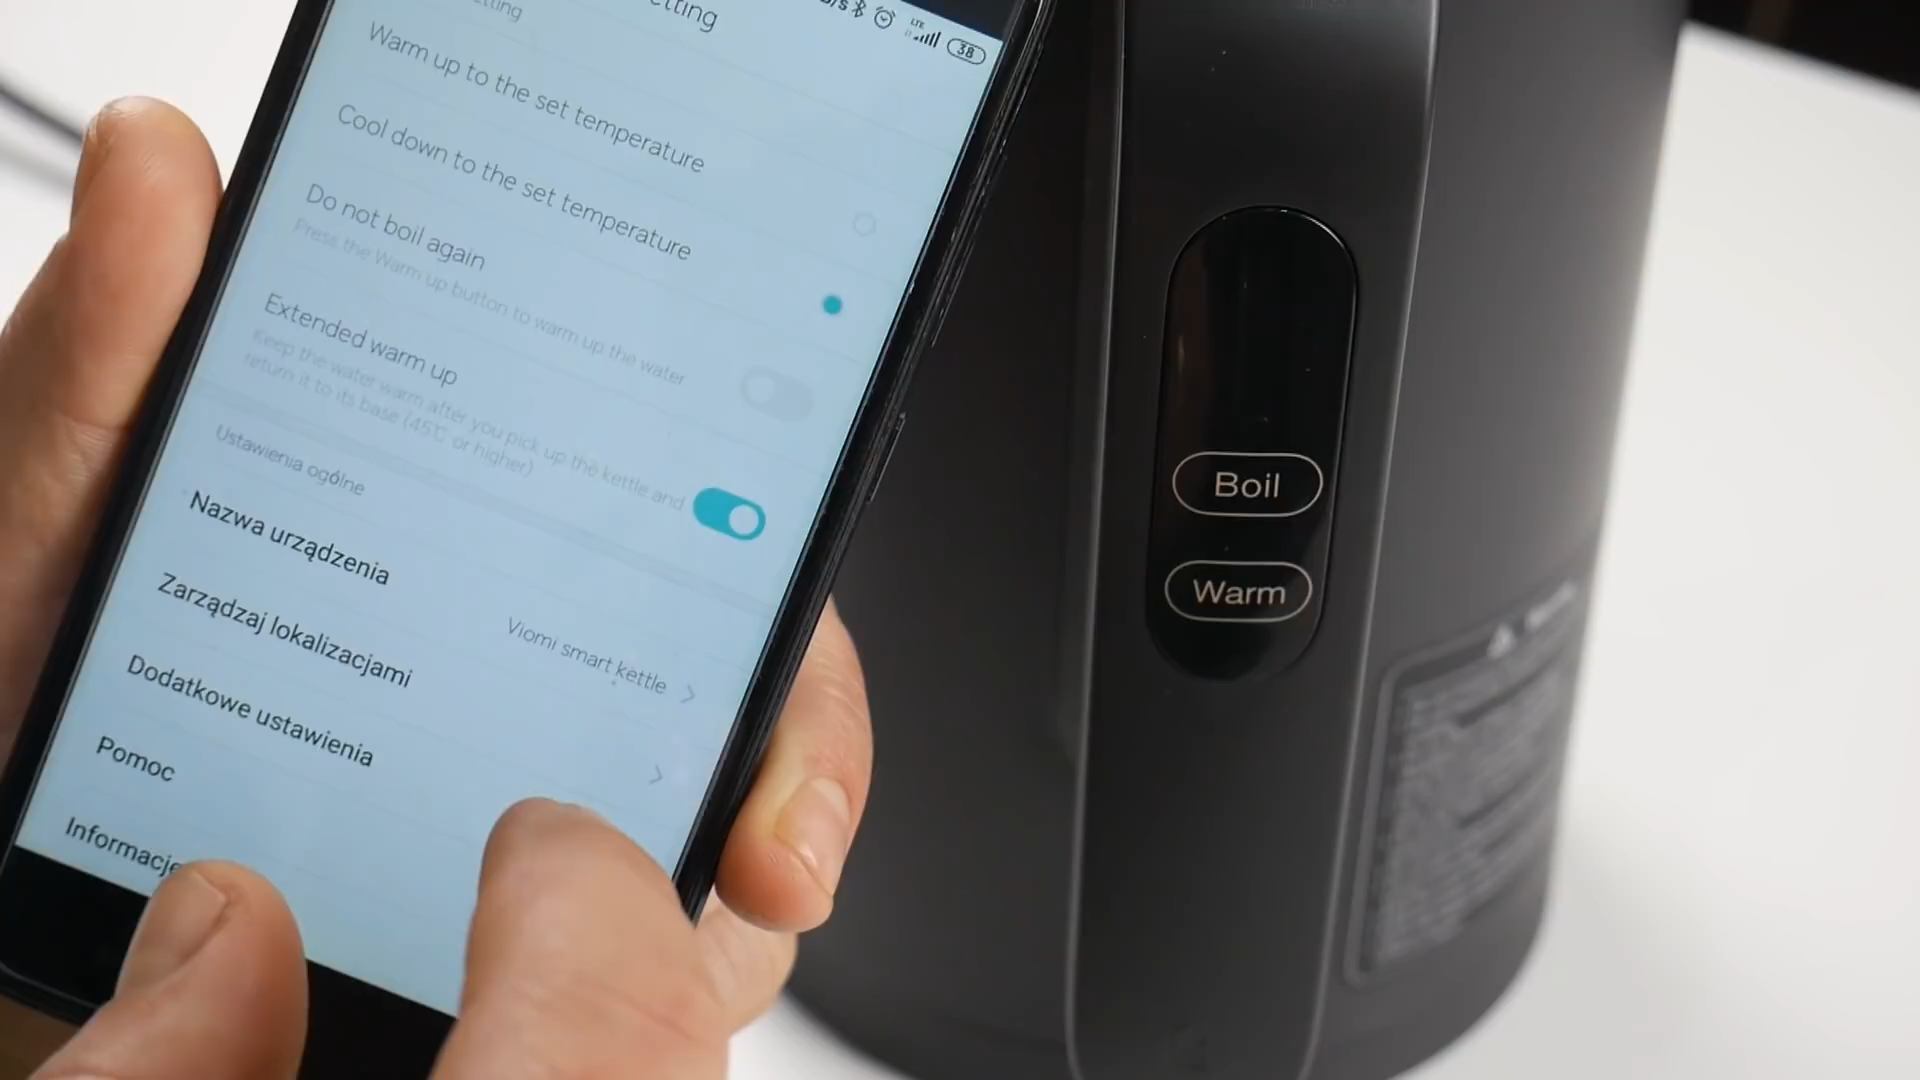 LTE
38
Warm up to the set temperature
Cool down to the set temperature
Do not boil again
Press the Warm up button to warm up the water
Extended warm up
Keep the water warm after you pick up the kettle and
return it to its base (45°C or higher)
Ustawienia ogólne
Nazwa urządzenia
Viomi smart kettle
Zarządzaj lokalizacjami
Dodatkowe ustawienia
Pomoc
Informacje
Boil
Warm